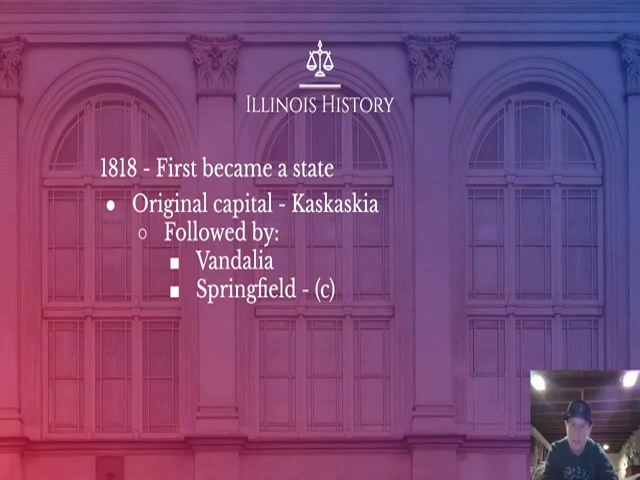 ILLINOIS HISTORY
1818 - First became a state
● Original capital - Kaskaskia
○ Followed by:
■ Vandalia
■ Springfield - (c)